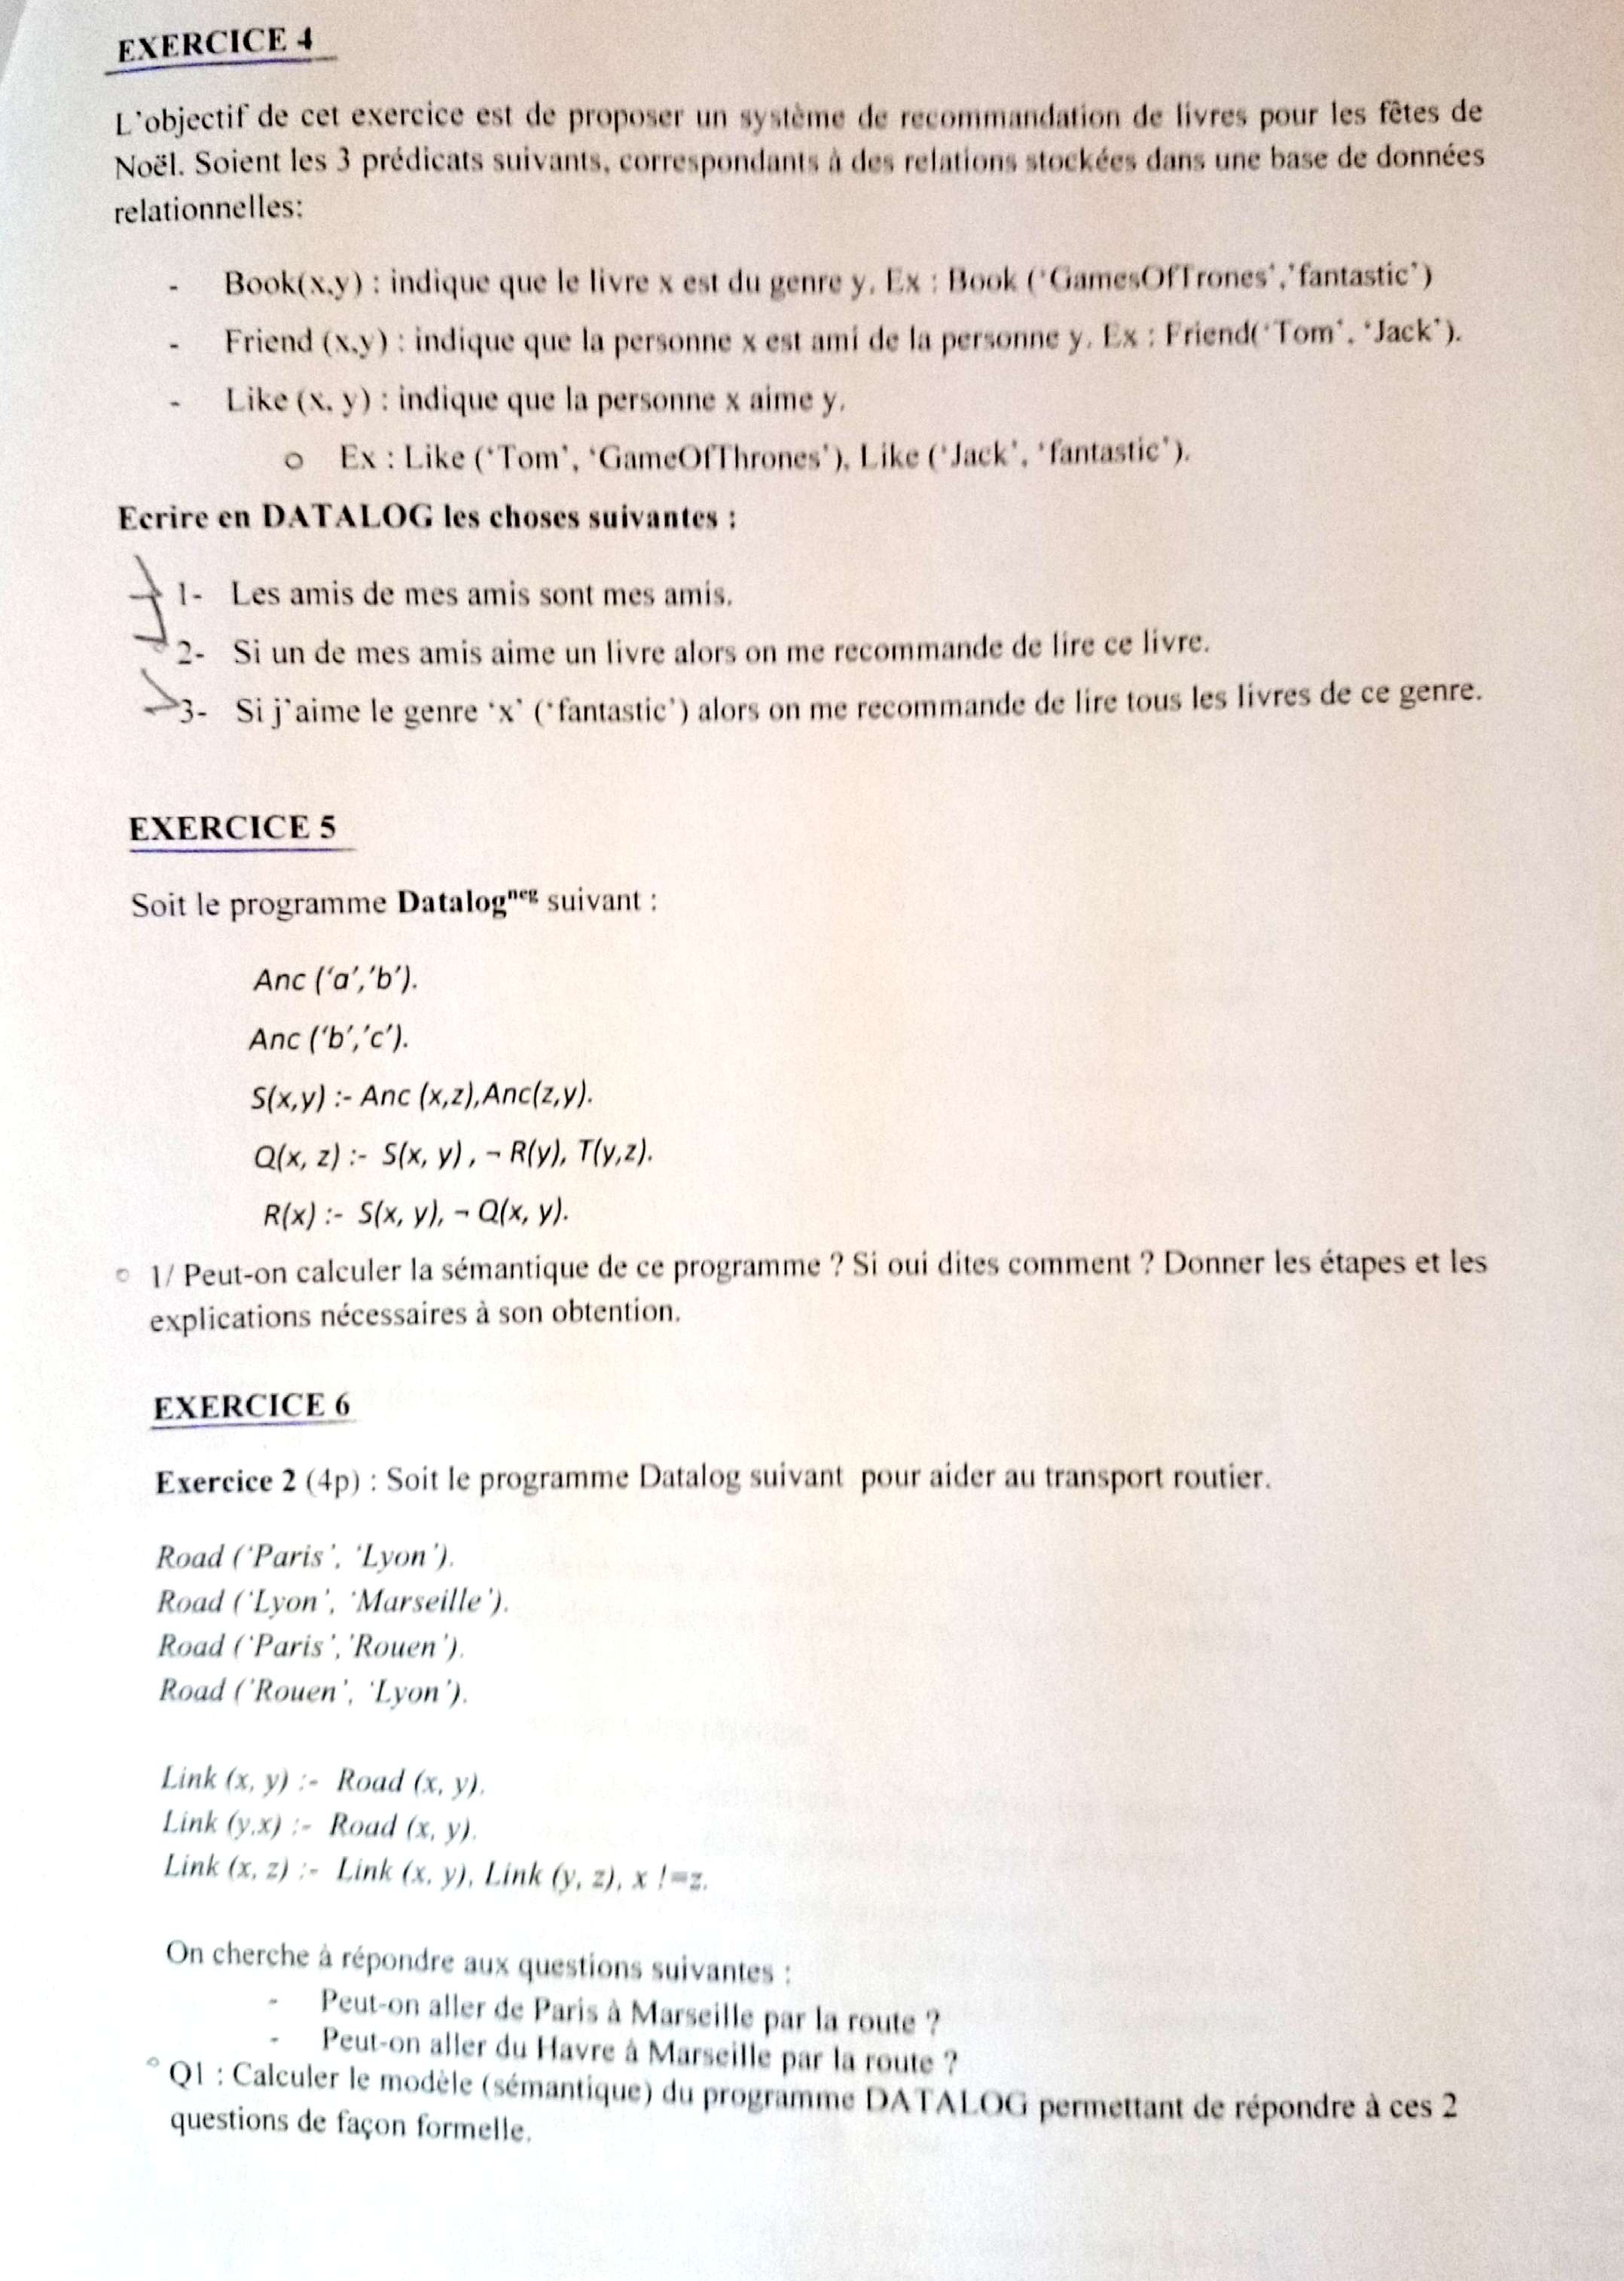 EXERCICE 4
L'objectif de cet exercice est de proposer un système de recommandation de livres pour les fêtes de
Noël. Soient les 3 prédicats suivants, correspondants à des relations stockées dans une base de données
relationnelles:
- Book(x,y) : indique que le livre x est du genre y. Ex : Book ('GamesOfTrones','fantastic')
- Friend (x,y) : indique que la personne x est ami de la personne y. Ex : Friend('Tom', 'Jack').
- Like (x, y) : indique que la personne x aime y.
o Ex : Like ('Tom', 'GameOfThrones'), Like ('Jack', 'fantastic').
Ecrire en DATALOG les choses suivantes :
1- Les amis de mes amis sont mes amis.
2- Si un de mes amis aime un livre alors on me recommande de lire ce livre.
3- Si j'aime le genre 'x' ('fantastic') alors on me recommande de lire tous les livres de ce genre.
EXERCICE 5
Soit le programme Datalog^neg suivant :
Anc ('a','b').
Anc ('b','c').
S(x,y) :- Anc (x,z),Anc(z,y).
Q(x, z) :- S(x, y) , ¬ R(y), T(y,z).
R(x) :- S(x, y), ¬ Q(x, y).
1/ Peut-on calculer la sémantique de ce programme ? Si oui dites comment ? Donner les étapes et les
explications nécessaires à son obtention.
EXERCICE 6
Exercice 2 (4p) : Soit le programme Datalog suivant pour aider au transport routier.
Road ('Paris', 'Lyon').
Road ('Lyon', 'Marseille').
Road ('Paris','Rouen').
Road ('Rouen', 'Lyon').
Link (x, y) :- Road (x, y).
Link (y,x) :- Road (x, y).
Link (x, z) :- Link (x, y), Link (y, z), x !=z.
On cherche à répondre aux questions suivantes :
- Peut-on aller de Paris à Marseille par la route ?
- Peut-on aller du Havre à Marseille par la route ?
Q1 : Calculer le modèle (sémantique) du programme DATALOG permettant de répondre à ces 2
questions de façon formelle.